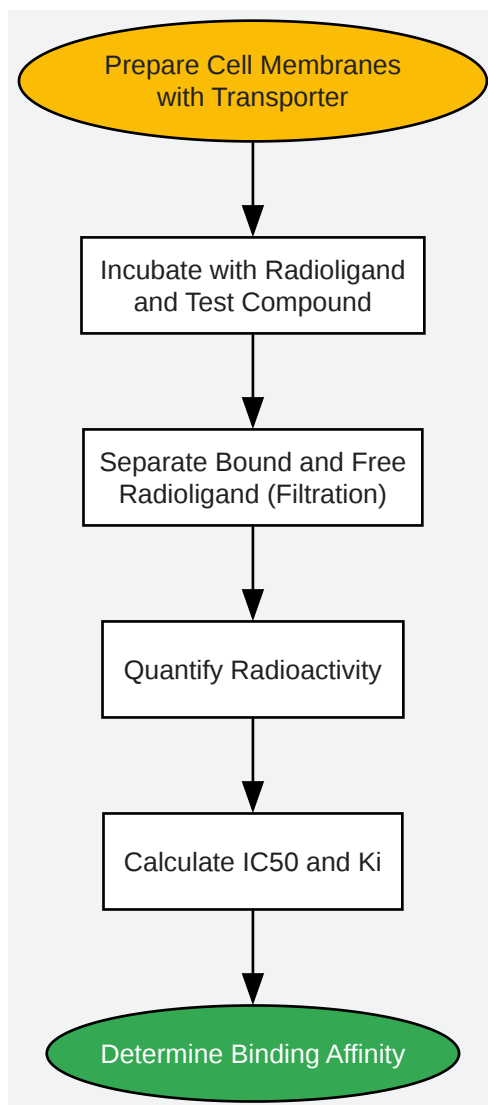 Prepare Cell Membranes
with Transporter
Incubate with Radioligand
and Test Compound
Separate Bound and Free
Radioligand (Filtration)
Quantify Radioactivity
Calculate IC50 and Ki
Determine Binding Affinity